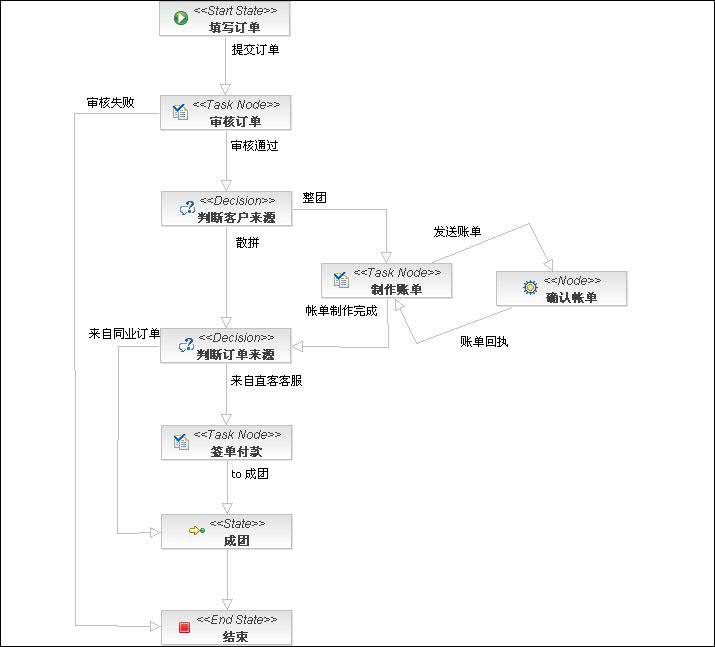 <<Start State>>
填写订单
提交订单
审核失败
<<Task Node>>
审核订单
审核通过
<<Decision>>
判断客户来源
整团
散拼
发送账单
<<Task Node>>
制作账单
<<Node>>
确认帐单
帐单制作完成
账单回执
来自同业订单
<<Decision>>
判断订单来源
来自直客客服
<<Task Node>>
签单付款
to 成团
<<State>>
成团
<<End State>>
结束